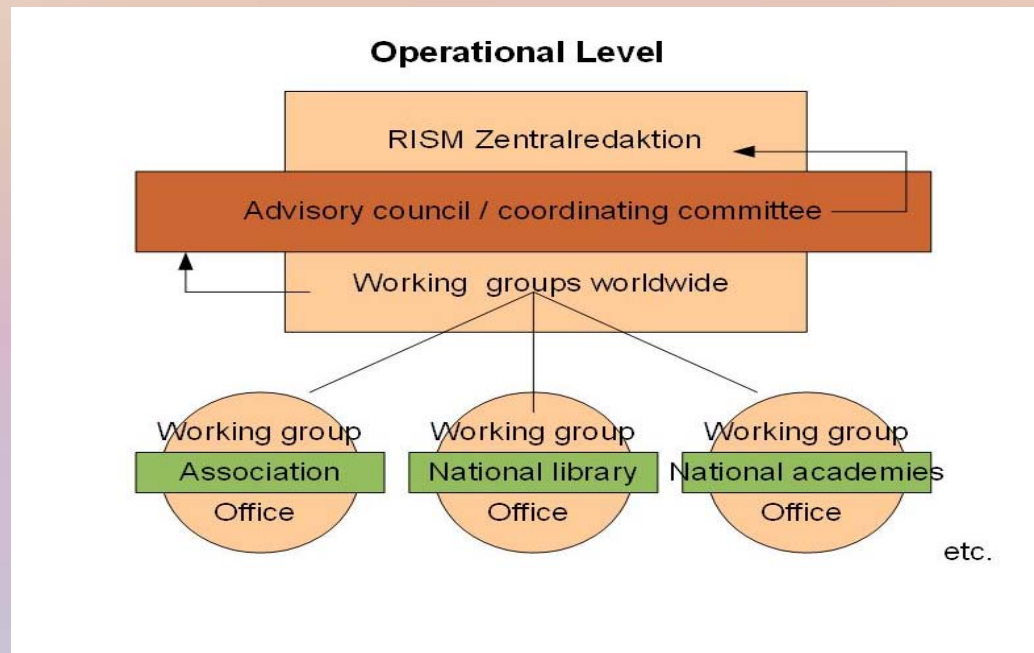 Operational Level
RISM Zentralredaktion
Advisory council / coordinating committee
Working groups worldwide
Working group
Association
Office
Working group
National library
Office
Working group
National academies
Office
etc.